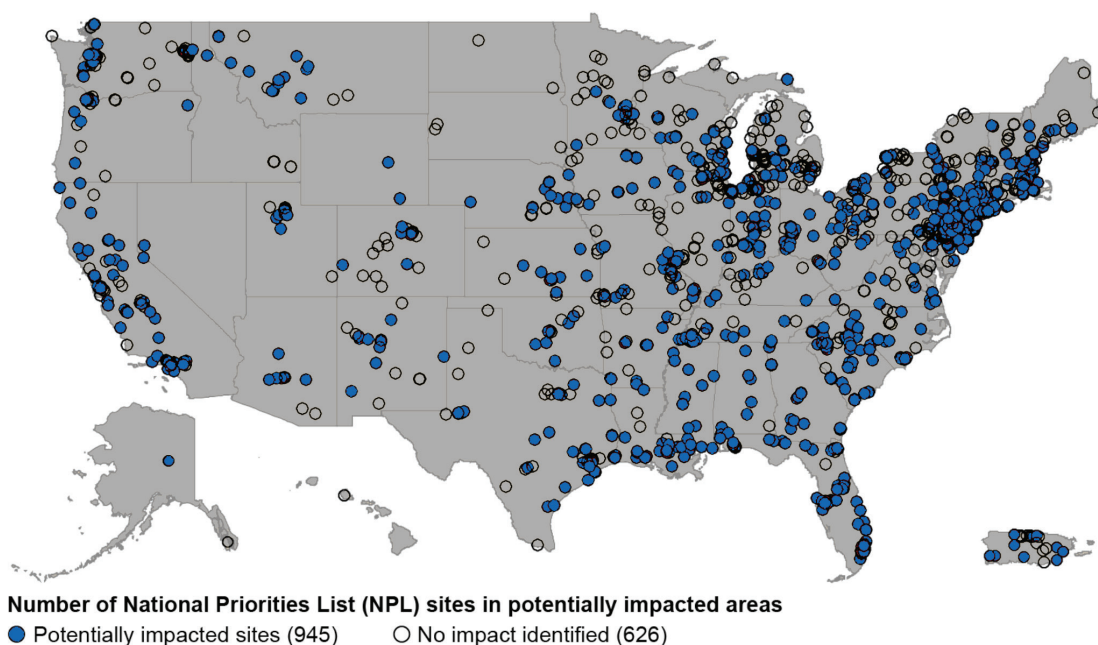 Number of National Priorities List (NPL) sites in potentially impacted areas
Potentially impacted sites (945) No impact identified (626)